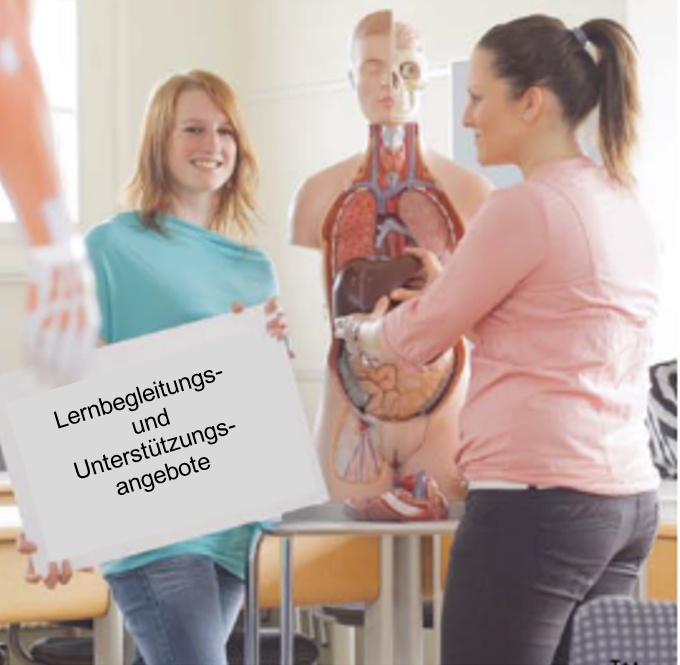 Lernbegleitungs-
und
Unterstützungs-
angebote